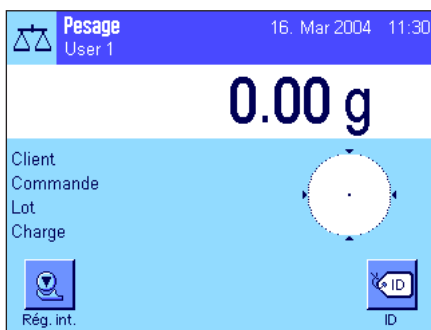 Pesage 16. Mar 2004 11:30
User 1
0.00 g
Client
Commande
Lot
Charge
ID
Rég. int. ID